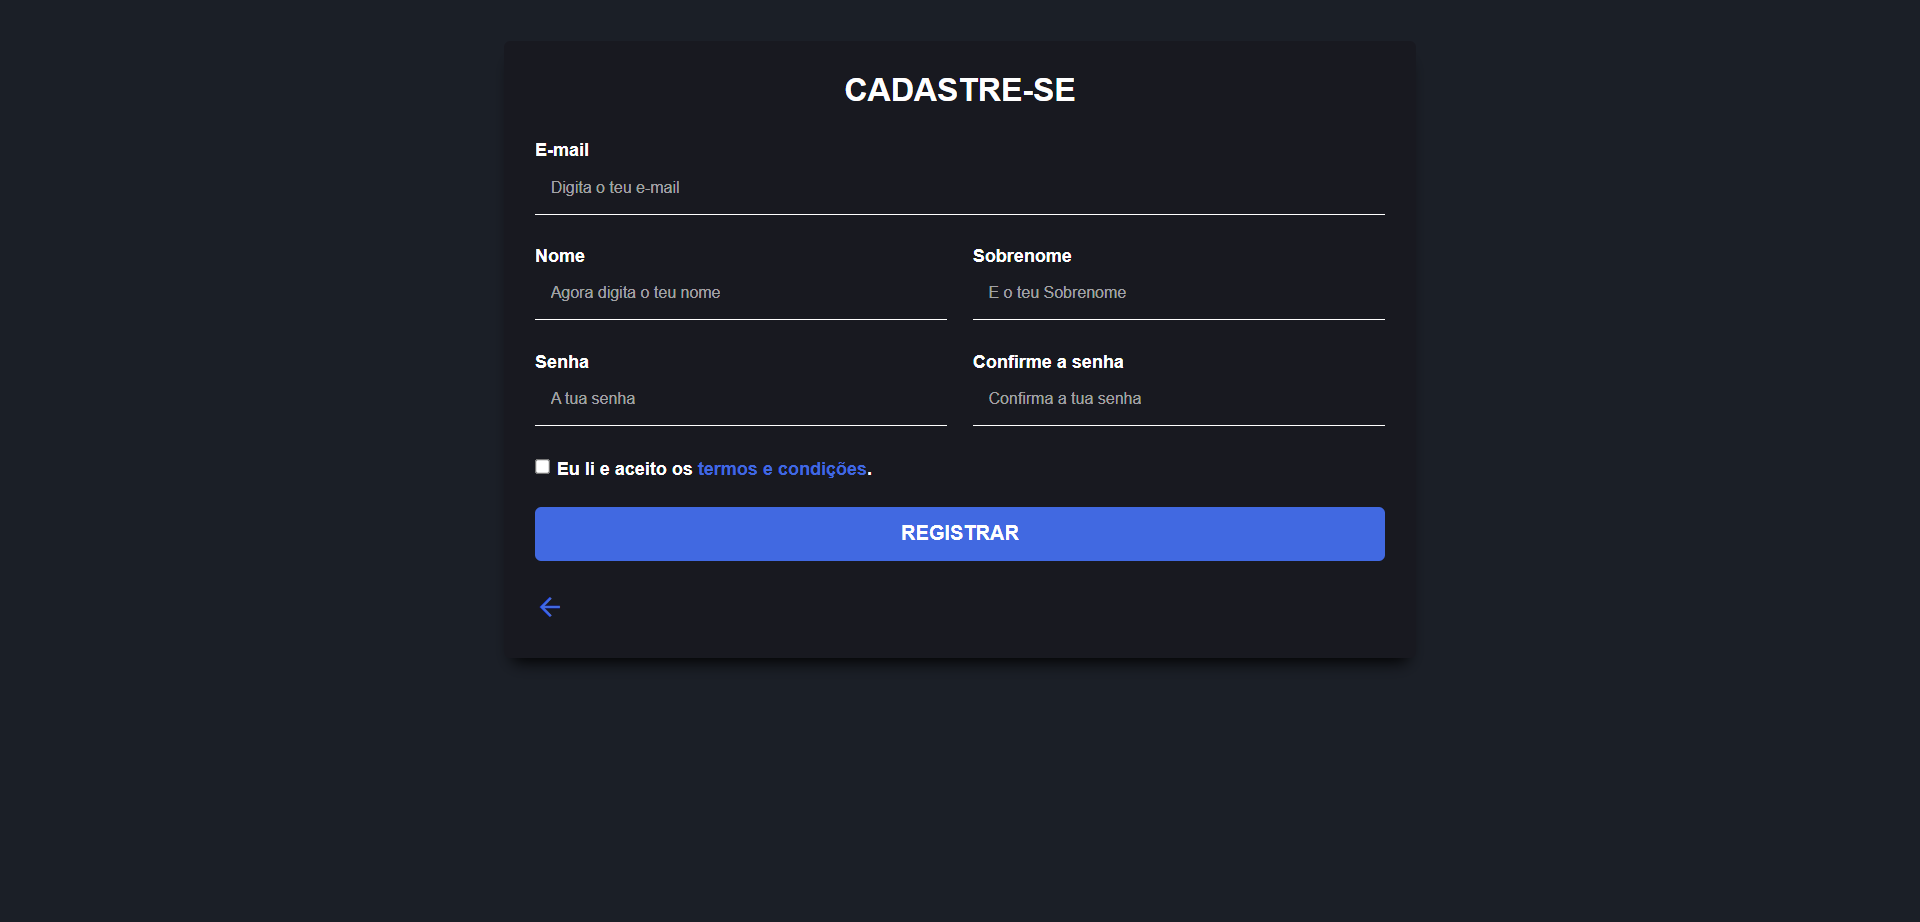 CADASTRE-SE
E-mail
Digita o teu e-mail
Nome
Sobrenome
Agora digita o teu nome
E o teu Sobrenome
Senha
Confirme a senha
A tua senha
Confirma a tua senha
Eu li e aceito os termos e condições.
REGISTRAR